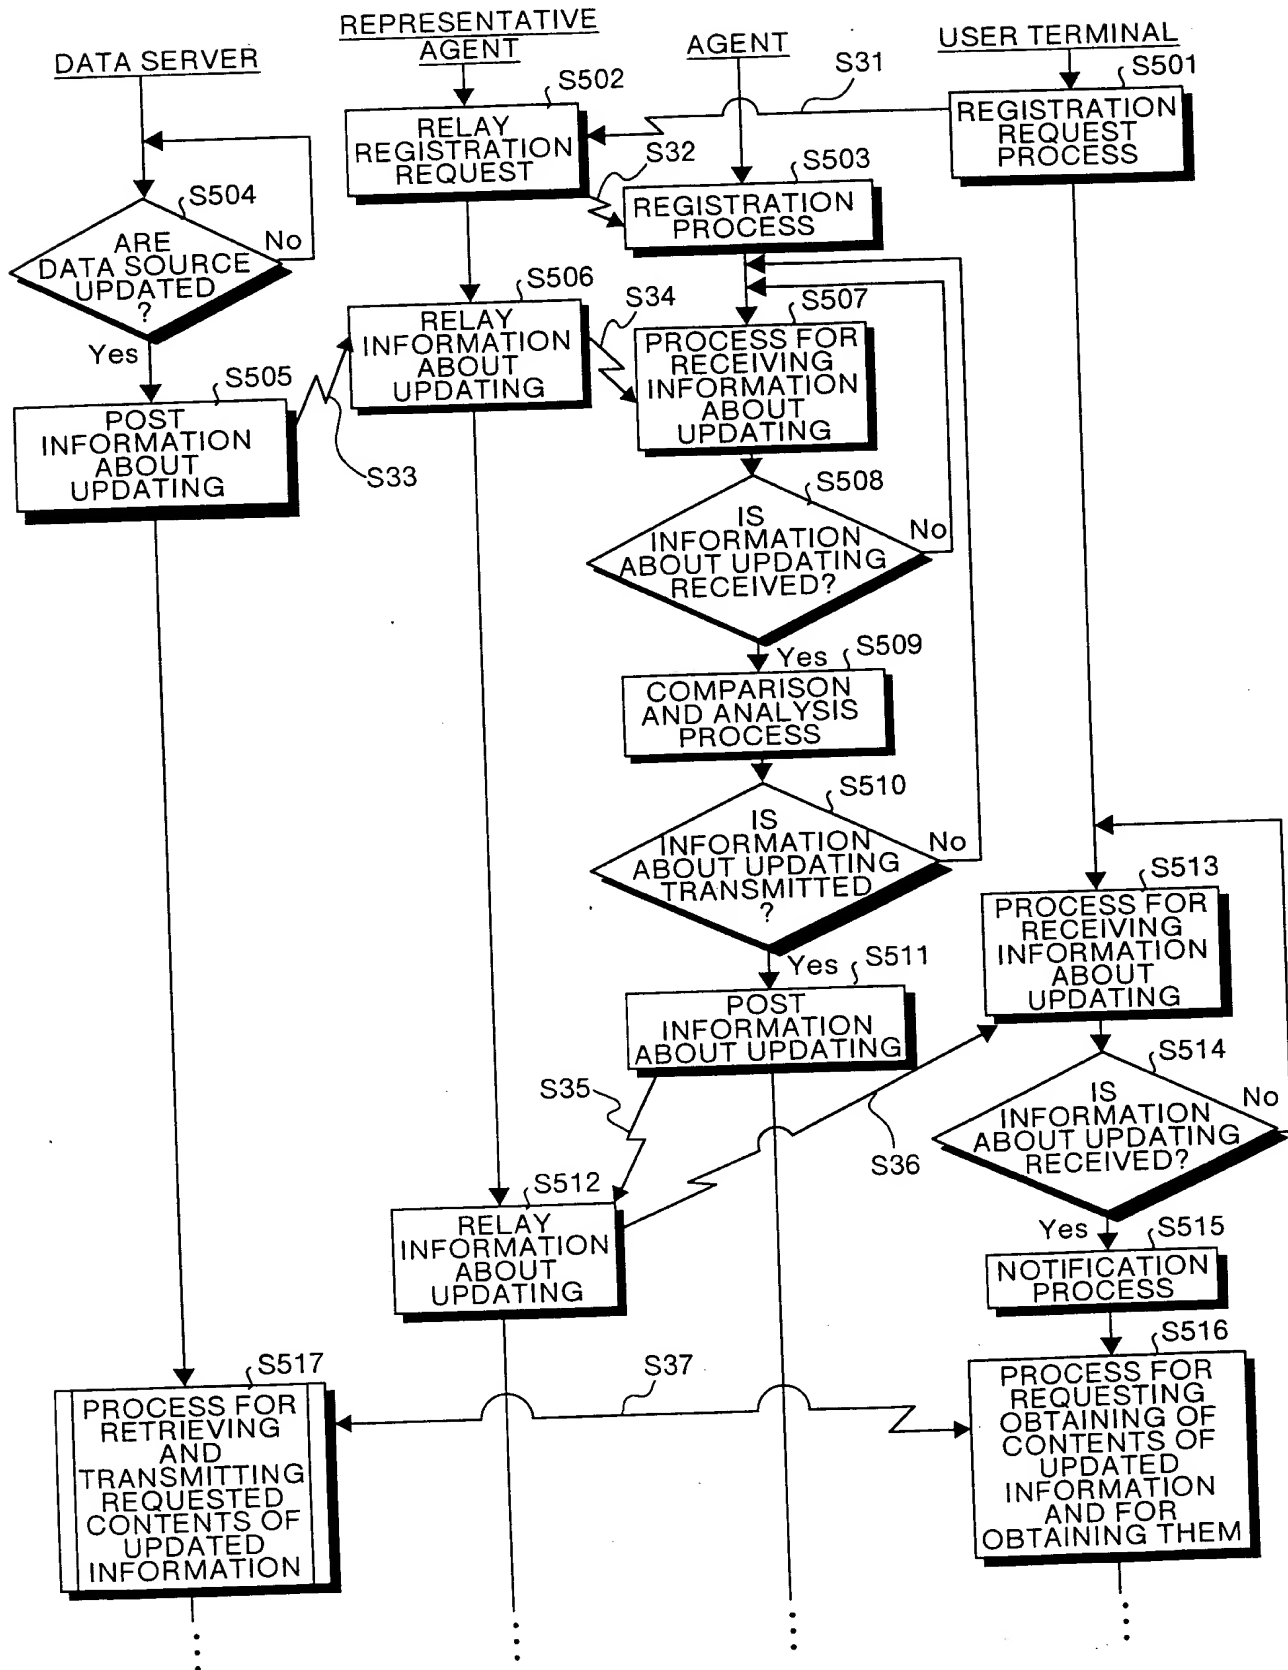 DATA SERVER
REPRESENTATIVE
AGENT
AGENT
USER TERMINAL
S501
REGISTRATION
REQUEST
PROCESS
S31
S502
RELAY
REGISTRATION
REQUEST
S32
S503
REGISTRATION
PROCESS
S504
ARE
DATA SOURCE
UPDATED
?
No
Yes
S505
POST
INFORMATION
ABOUT
UPDATING
S33
S506
RELAY
INFORMATION
ABOUT
UPDATING
S34
S507
PROCESS FOR
RECEIVING
INFORMATION
ABOUT
UPDATING
S508
IS
INFORMATION
ABOUT UPDATING
RECEIVED?
No
Yes
S509
COMPARISON
AND ANALYSIS
PROCESS
S510
IS
INFORMATION
ABOUT UPDATING
TRANSMITTED
?
No
Yes
S511
POST
INFORMATION
ABOUT UPDATING
S35
S512
RELAY
INFORMATION
ABOUT
UPDATING
S36
S513
PROCESS FOR
RECEIVING
INFORMATION
ABOUT
UPDATING
S514
IS
INFORMATION
ABOUT UPDATING
RECEIVED?
No
Yes
S515
NOTIFICATION
PROCESS
S516
PROCESS FOR
REQUESTING
OBTAINING OF
CONTENTS OF
UPDATED
INFORMATION
AND FOR
OBTAINING THEM
S37
S517
PROCESS FOR
RETRIEVING
AND
TRANSMITTING
REQUESTED
CONTENTS OF
UPDATED
INFORMATION